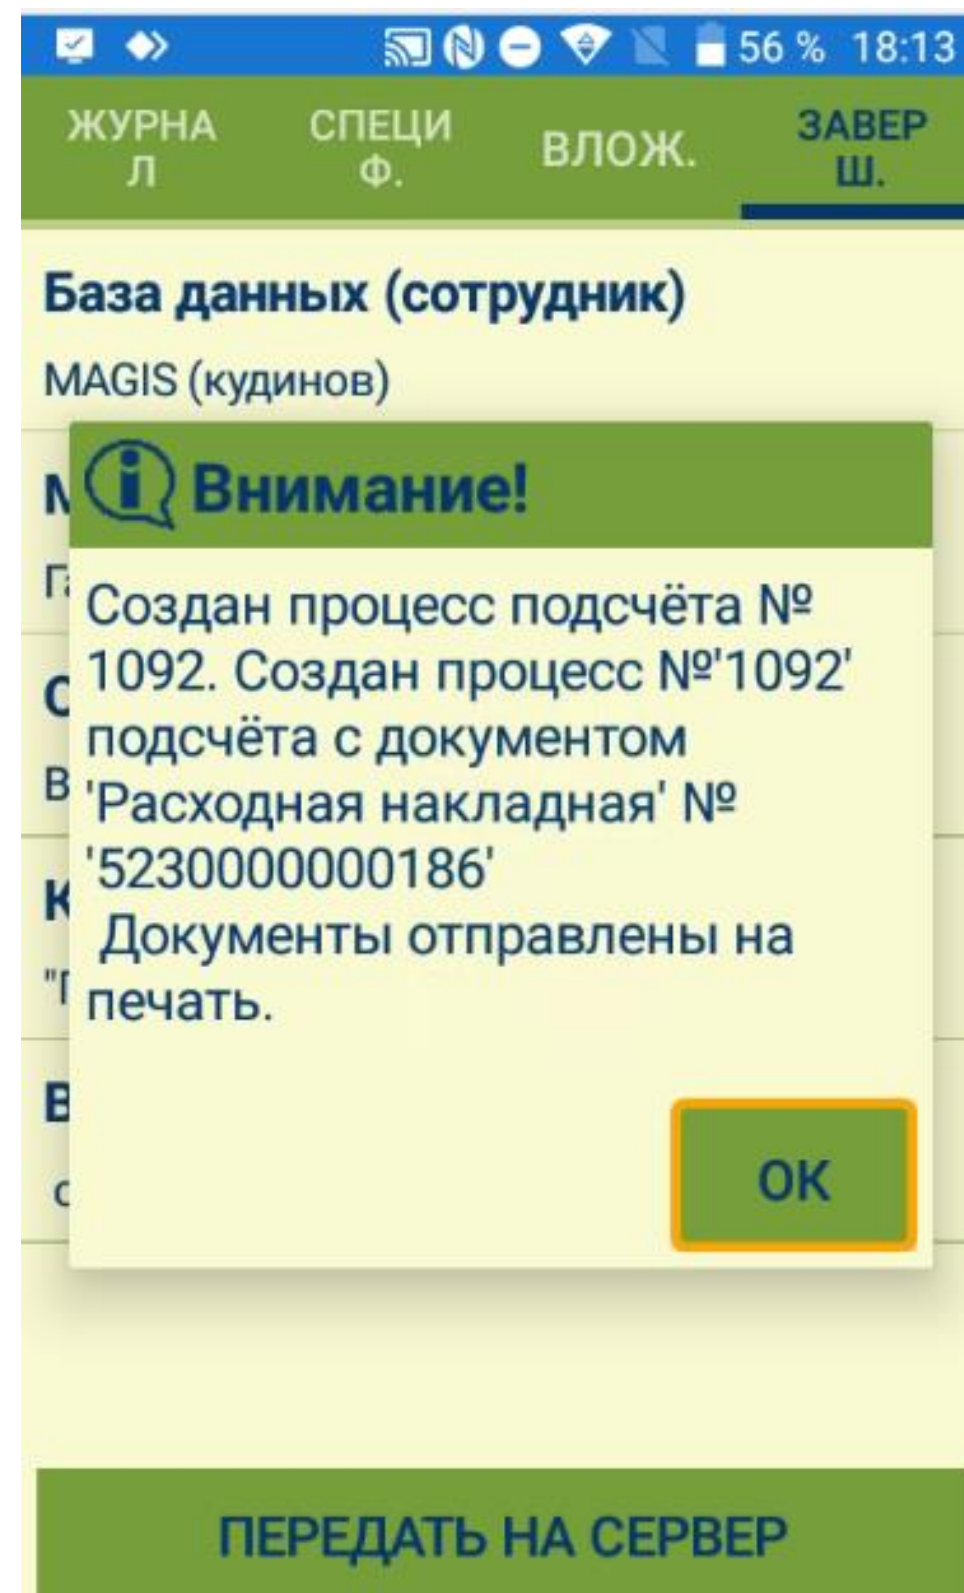 56 % 18:13
ЖУРНА
Л
СПЕЦИ
Ф.
ВЛОЖ.
ЗАВЕР
Ш.
База данных (сотрудник)
MAGIS (кудинов)
Внимание!
Создан процесс подсчёта №
1092. Создан процесс №'1092'
подсчёта с документом
'Расходная накладная' №
'5230000000186'
Документы отправлены на
печать.
ОК
ПЕРЕДАТЬ НА СЕРВЕР